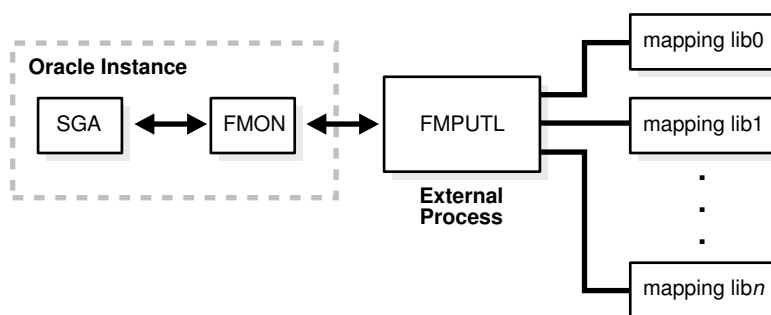 mapping lib0
Oracle Instance
SGA
FMON
FMPUTL
mapping lib1
External
Process
mapping libn